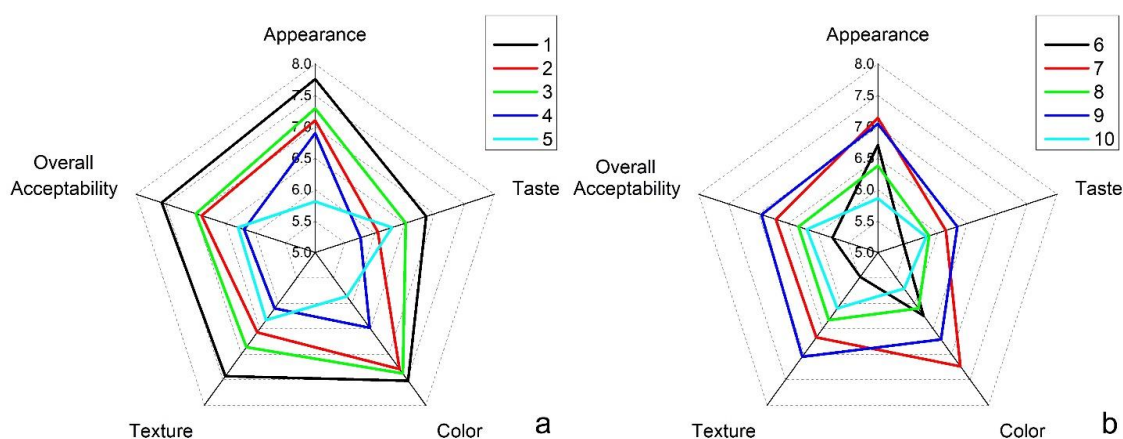 Appearance
1
2
3
4
5
8.0
7.5
7.0
6.5
6.0
5.5
5.0
Taste
Overall
Acceptability
Texture
Color
a
Appearance
6
7
8
9
10
8.0
7.5
7.0
6.5
6.0
5.5
5.0
Taste
Overall
Acceptability
Texture
Color
b